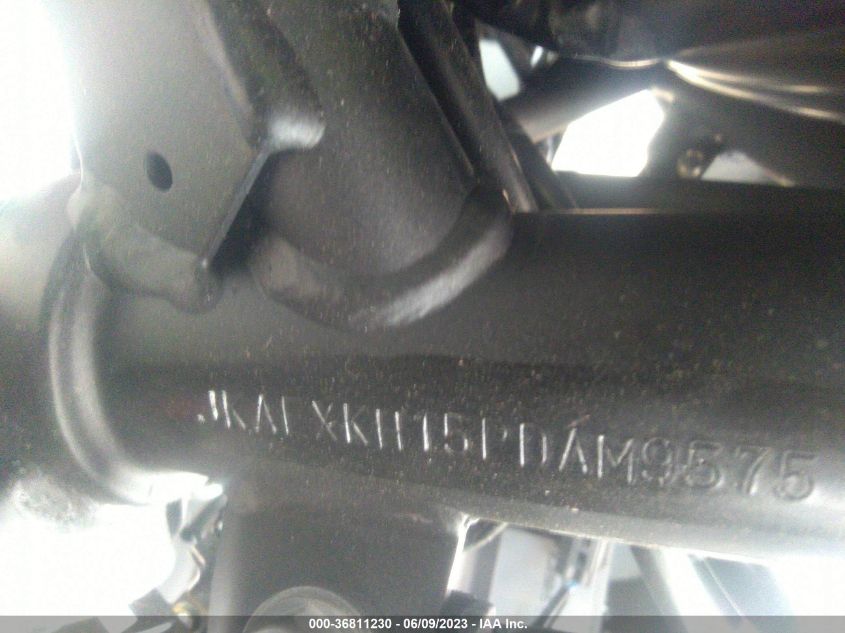 JKAEXKH15PDAM9575
000-36811230 - 06/09/2023 - IAA Inc.